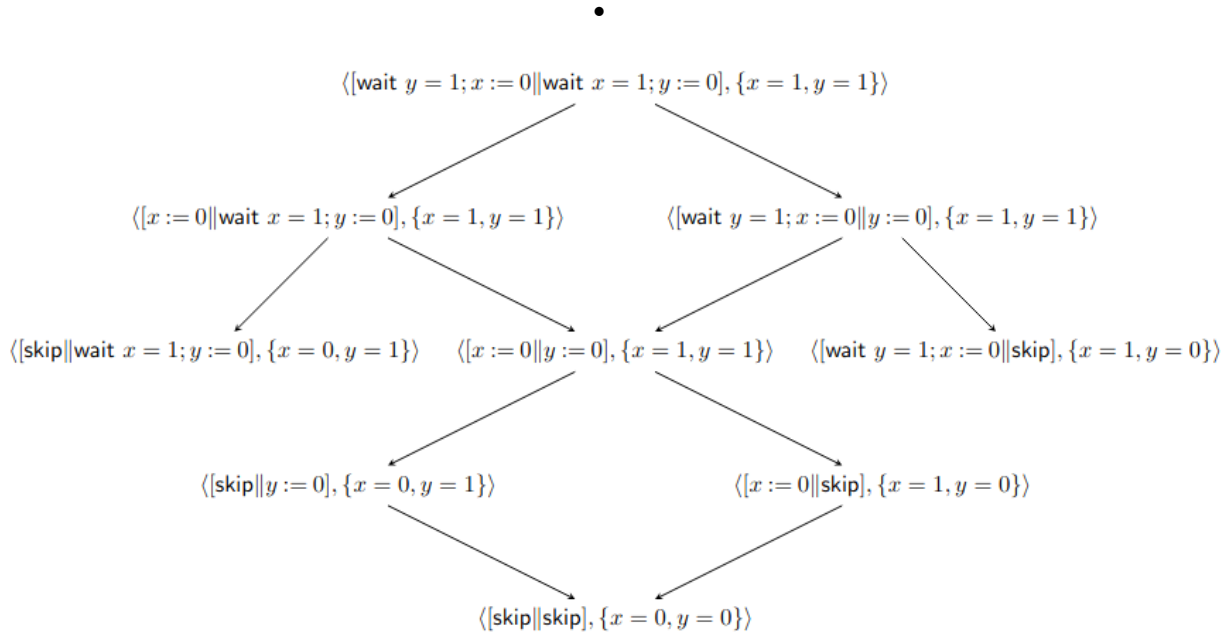 ⟨[wait y = 1; x := 0||wait x = 1; y := 0], {x = 1, y = 1}⟩
⟨[x := 0||wait x = 1; y := 0], {x = 1, y = 1}⟩ ⟨[wait y = 1; x := 0||y := 0], {x = 1, y = 1}⟩
⟨[skip||wait x = 1; y := 0], {x = 0, y = 1}⟩ ⟨[x := 0||y := 0], {x = 1, y = 1}⟩ ⟨[wait y = 1; x := 0||skip], {x = 1, y = 0}⟩
⟨[skip||y := 0], {x = 0, y = 1}⟩ ⟨[x := 0||skip], {x = 1, y = 0}⟩
⟨[skip||skip], {x = 0, y = 0}⟩